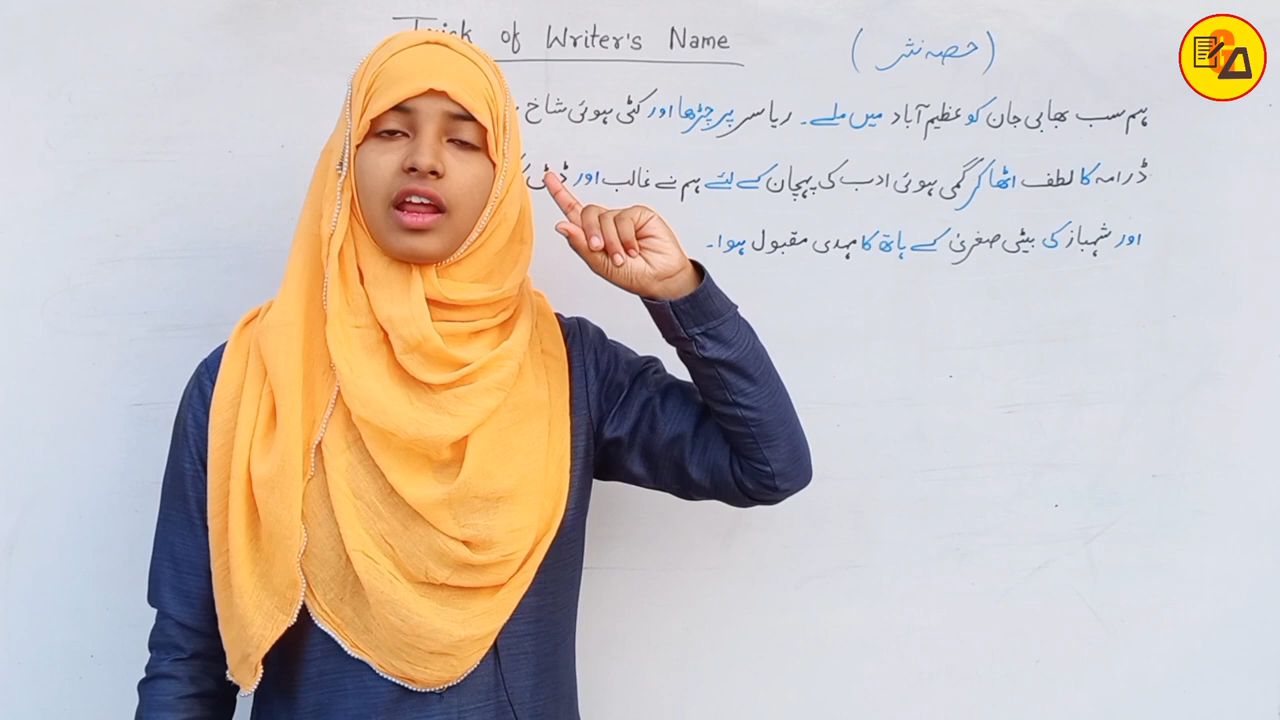 Trick of Writer's Name (حصہ نثر)
ہم سب بھابی جان کو عظیم آباد میں ملے۔ ریاسر پر چڑھا اور کٹی ہوئی شاخ
ڈرامہ کا لطف اٹھا کر گمی ہوئی ادب کی پہچان کے لئے ہم نے غالب اور
اور شہباز کی بیٹی صغریٰ کے ہاتھ کا مہدی مقبول ہوا۔